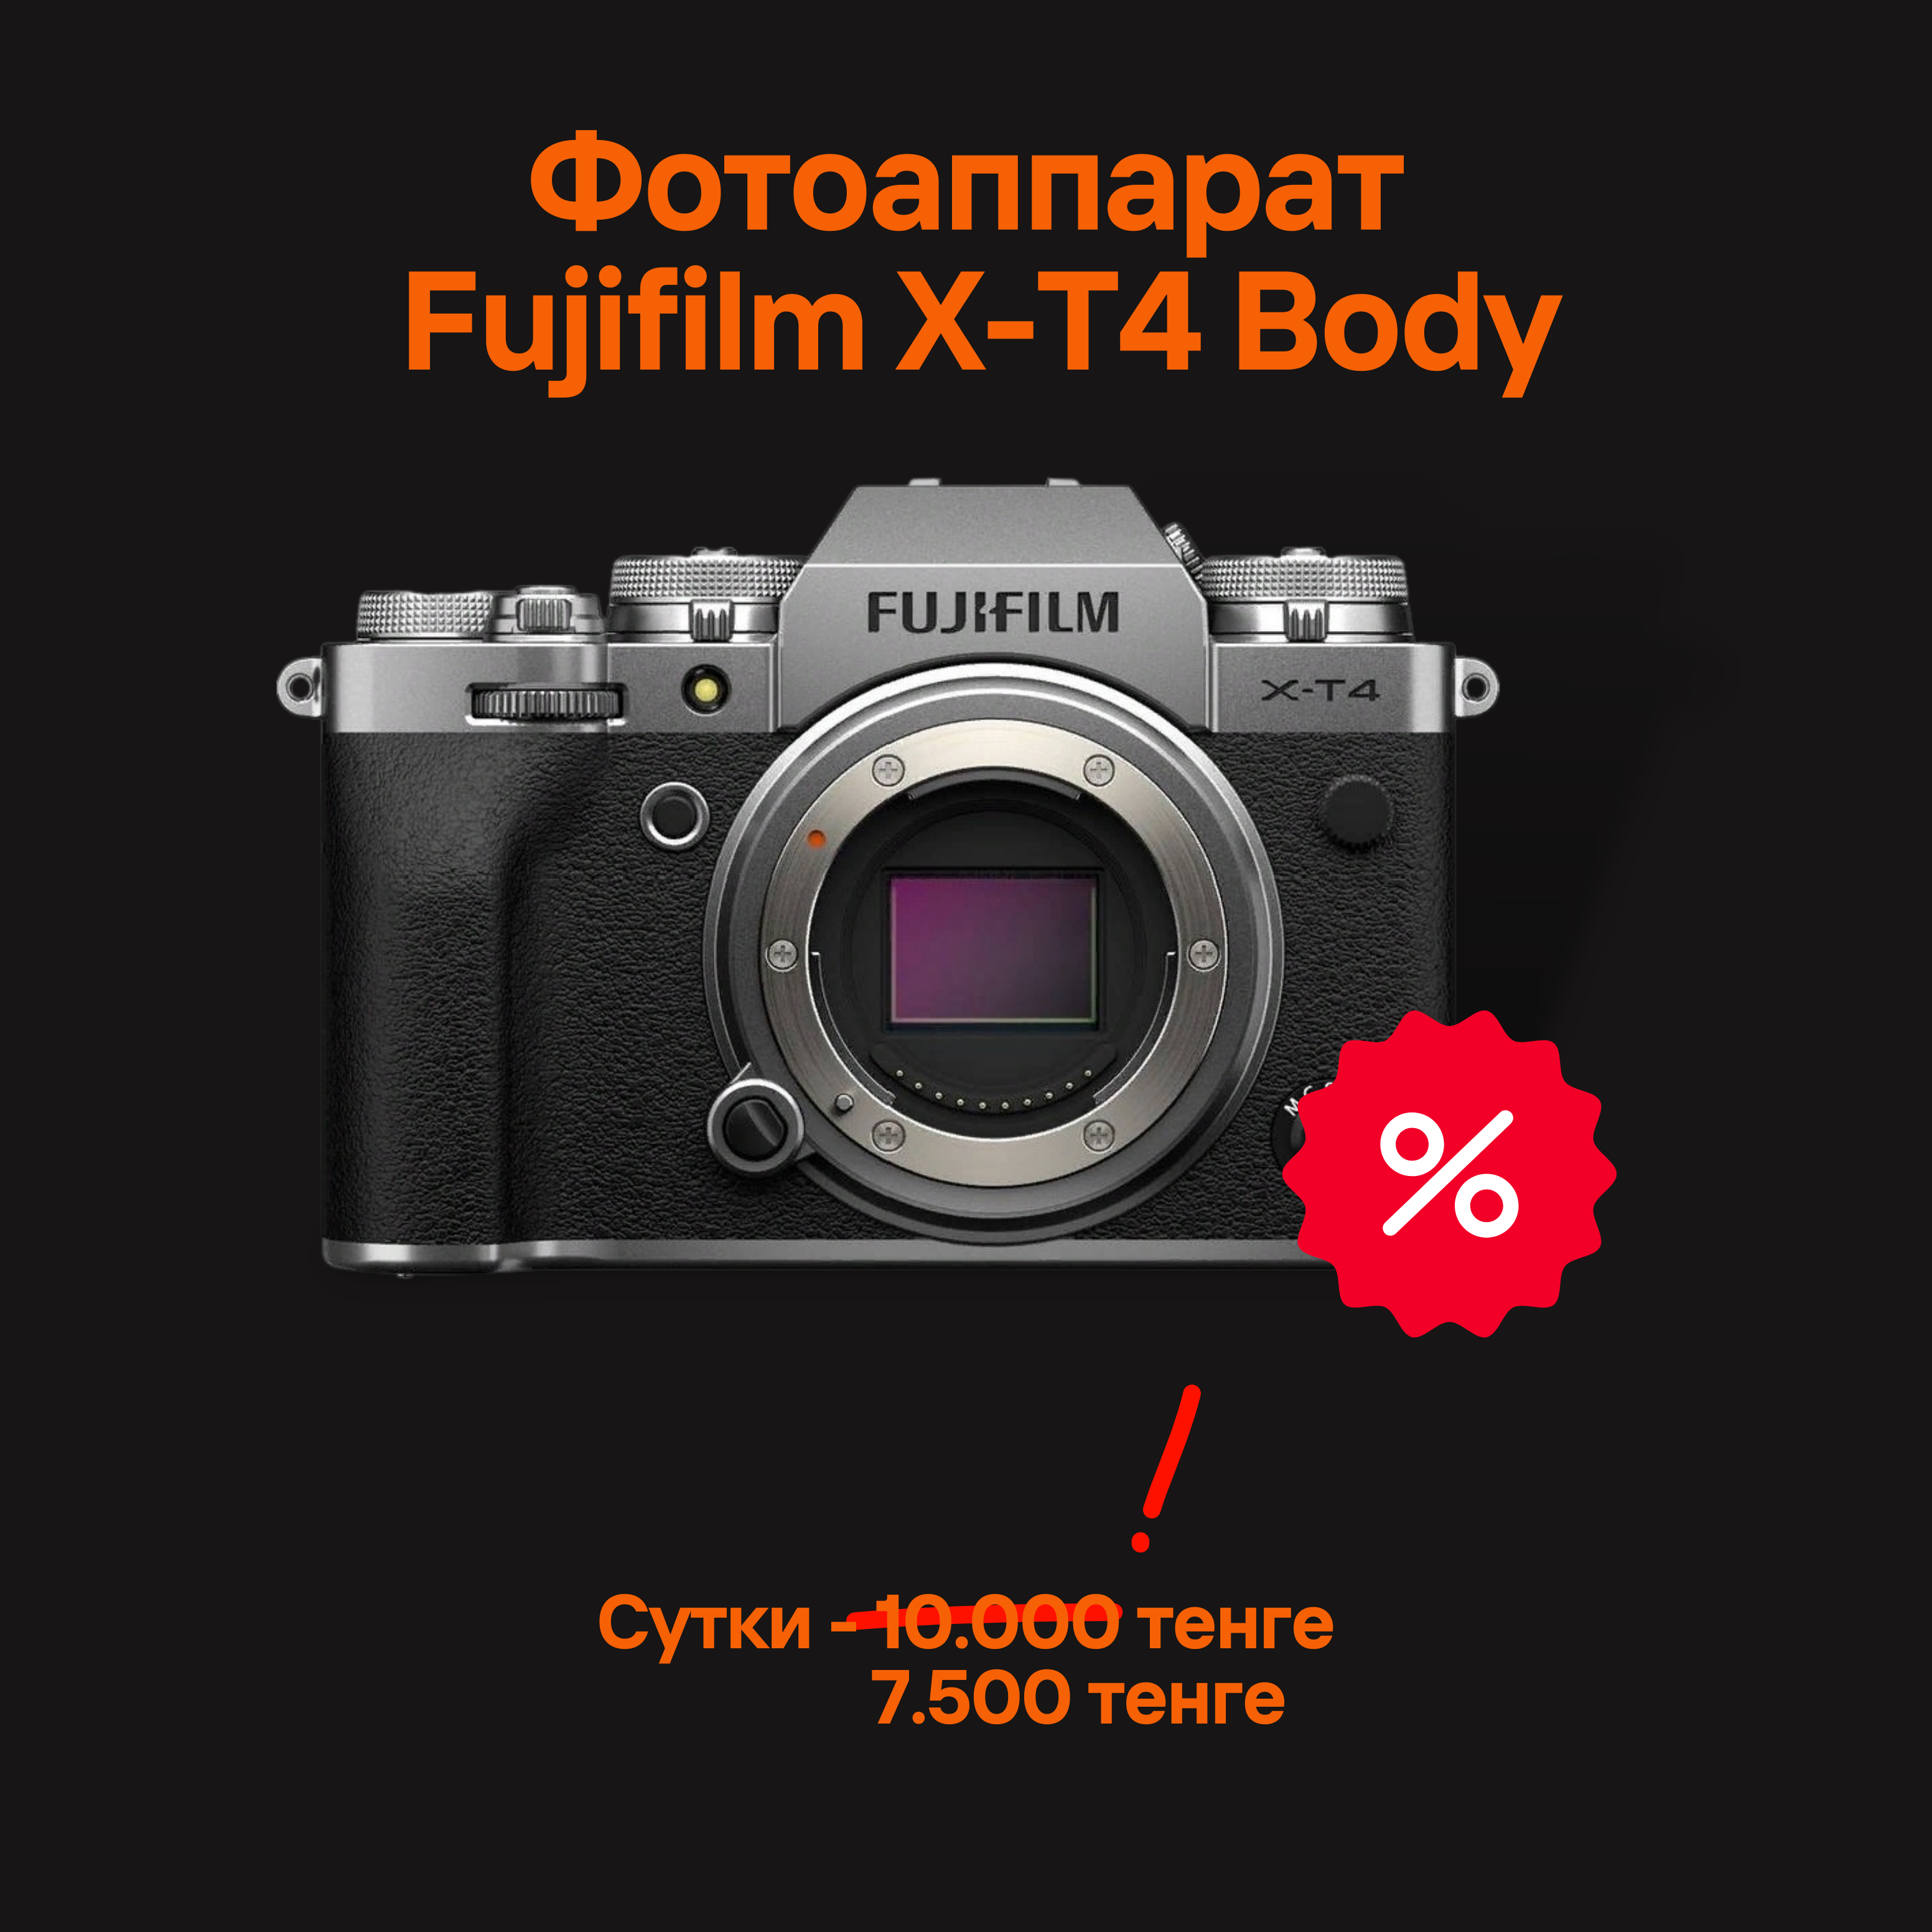 Фотоаппарат
Fujifilm X-T4 Body
FUJIFILM
X-T4
M C S
%
!
Сутки - 10.000 тенге
7.500 тенге